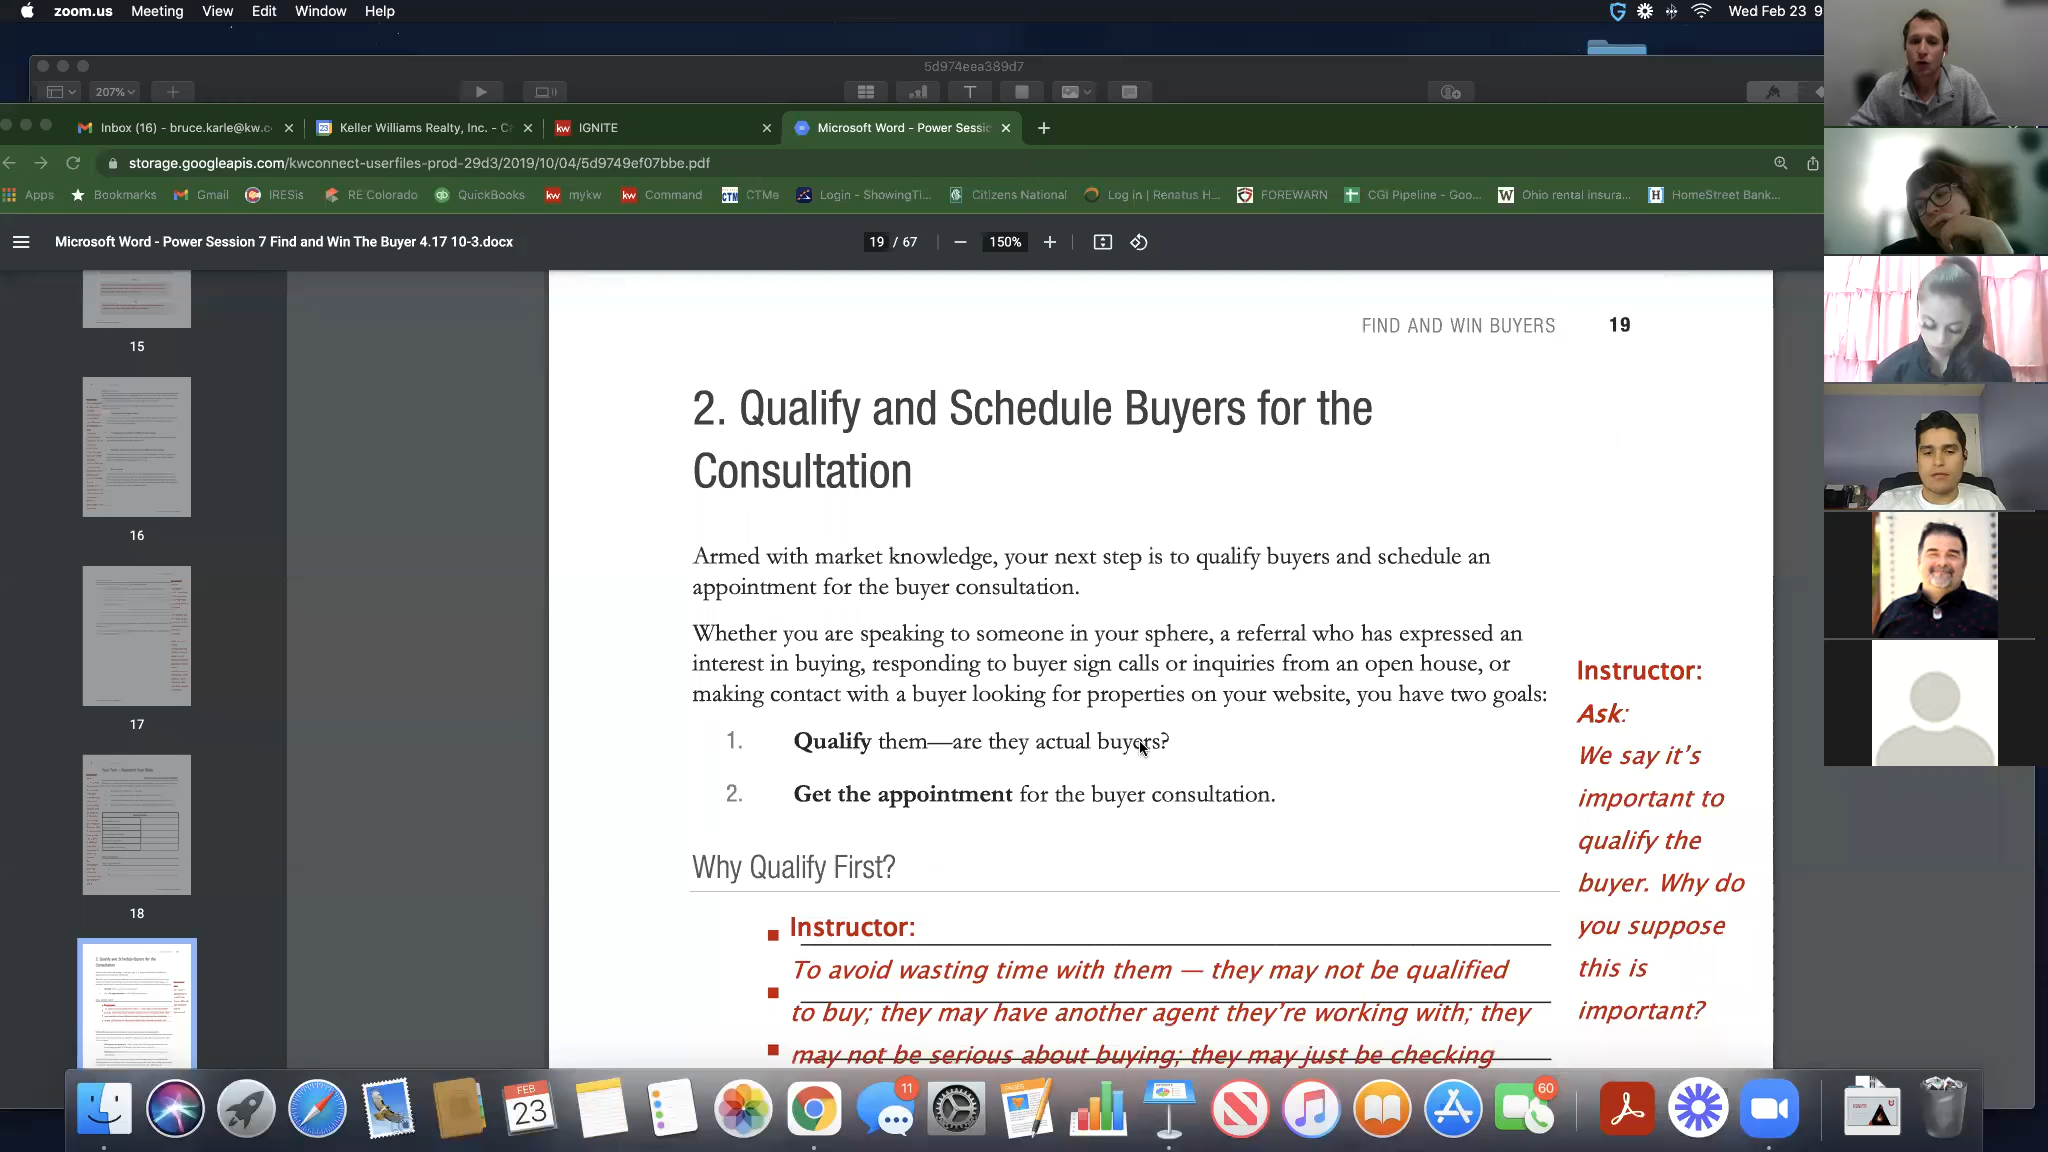 zoom.us Meeting View Edit Window Help Wed Feb 23 9
5d974eea389d7
207%
Inbox (16) - bruce.karle@kw.c
Keller Williams Realty, Inc. - C
kw IGNITE
Microsoft Word - Power Sessi
storage.googleapis.com/kwconnect-userfiles-prod-29d3/2019/10/04/5d9749ef07bbe.pdf
Apps Bookmarks Gmail IRESis RE Colorado qb QuickBooks kw mykw kw Command CTM CTMe Login - ShowingTi... Citizens National Log in | Renatus H... FOREWARN CGI Pipeline - Goo... W Ohio rental insura... H HomeStreet Bank...
Microsoft Word - Power Session 7 Find and Win The Buyer 4.17 10-3.docx
19 / 67 — 150% +
15
16
17
18
FIND AND WIN BUYERS 19
2. Qualify and Schedule Buyers for the
Consultation
Armed with market knowledge, your next step is to qualify buyers and schedule an
appointment for the buyer consultation.
Whether you are speaking to someone in your sphere, a referral who has expressed an
interest in buying, responding to buyer sign calls or inquiries from an open house, or
making contact with a buyer looking for properties on your website, you have two goals:
1. Qualify them—are they actual buyers?
2. Get the appointment for the buyer consultation.
Why Qualify First?
Instructor:
To avoid wasting time with them — they may not be qualified
to buy; they may have another agent they're working with; they
may not be serious about buying; they may just be checking
Instructor:
Ask:
We say it's
important to
qualify the
buyer. Why do
you suppose
this is
important?
FEB
23
11
PAGES
60
IGNITE